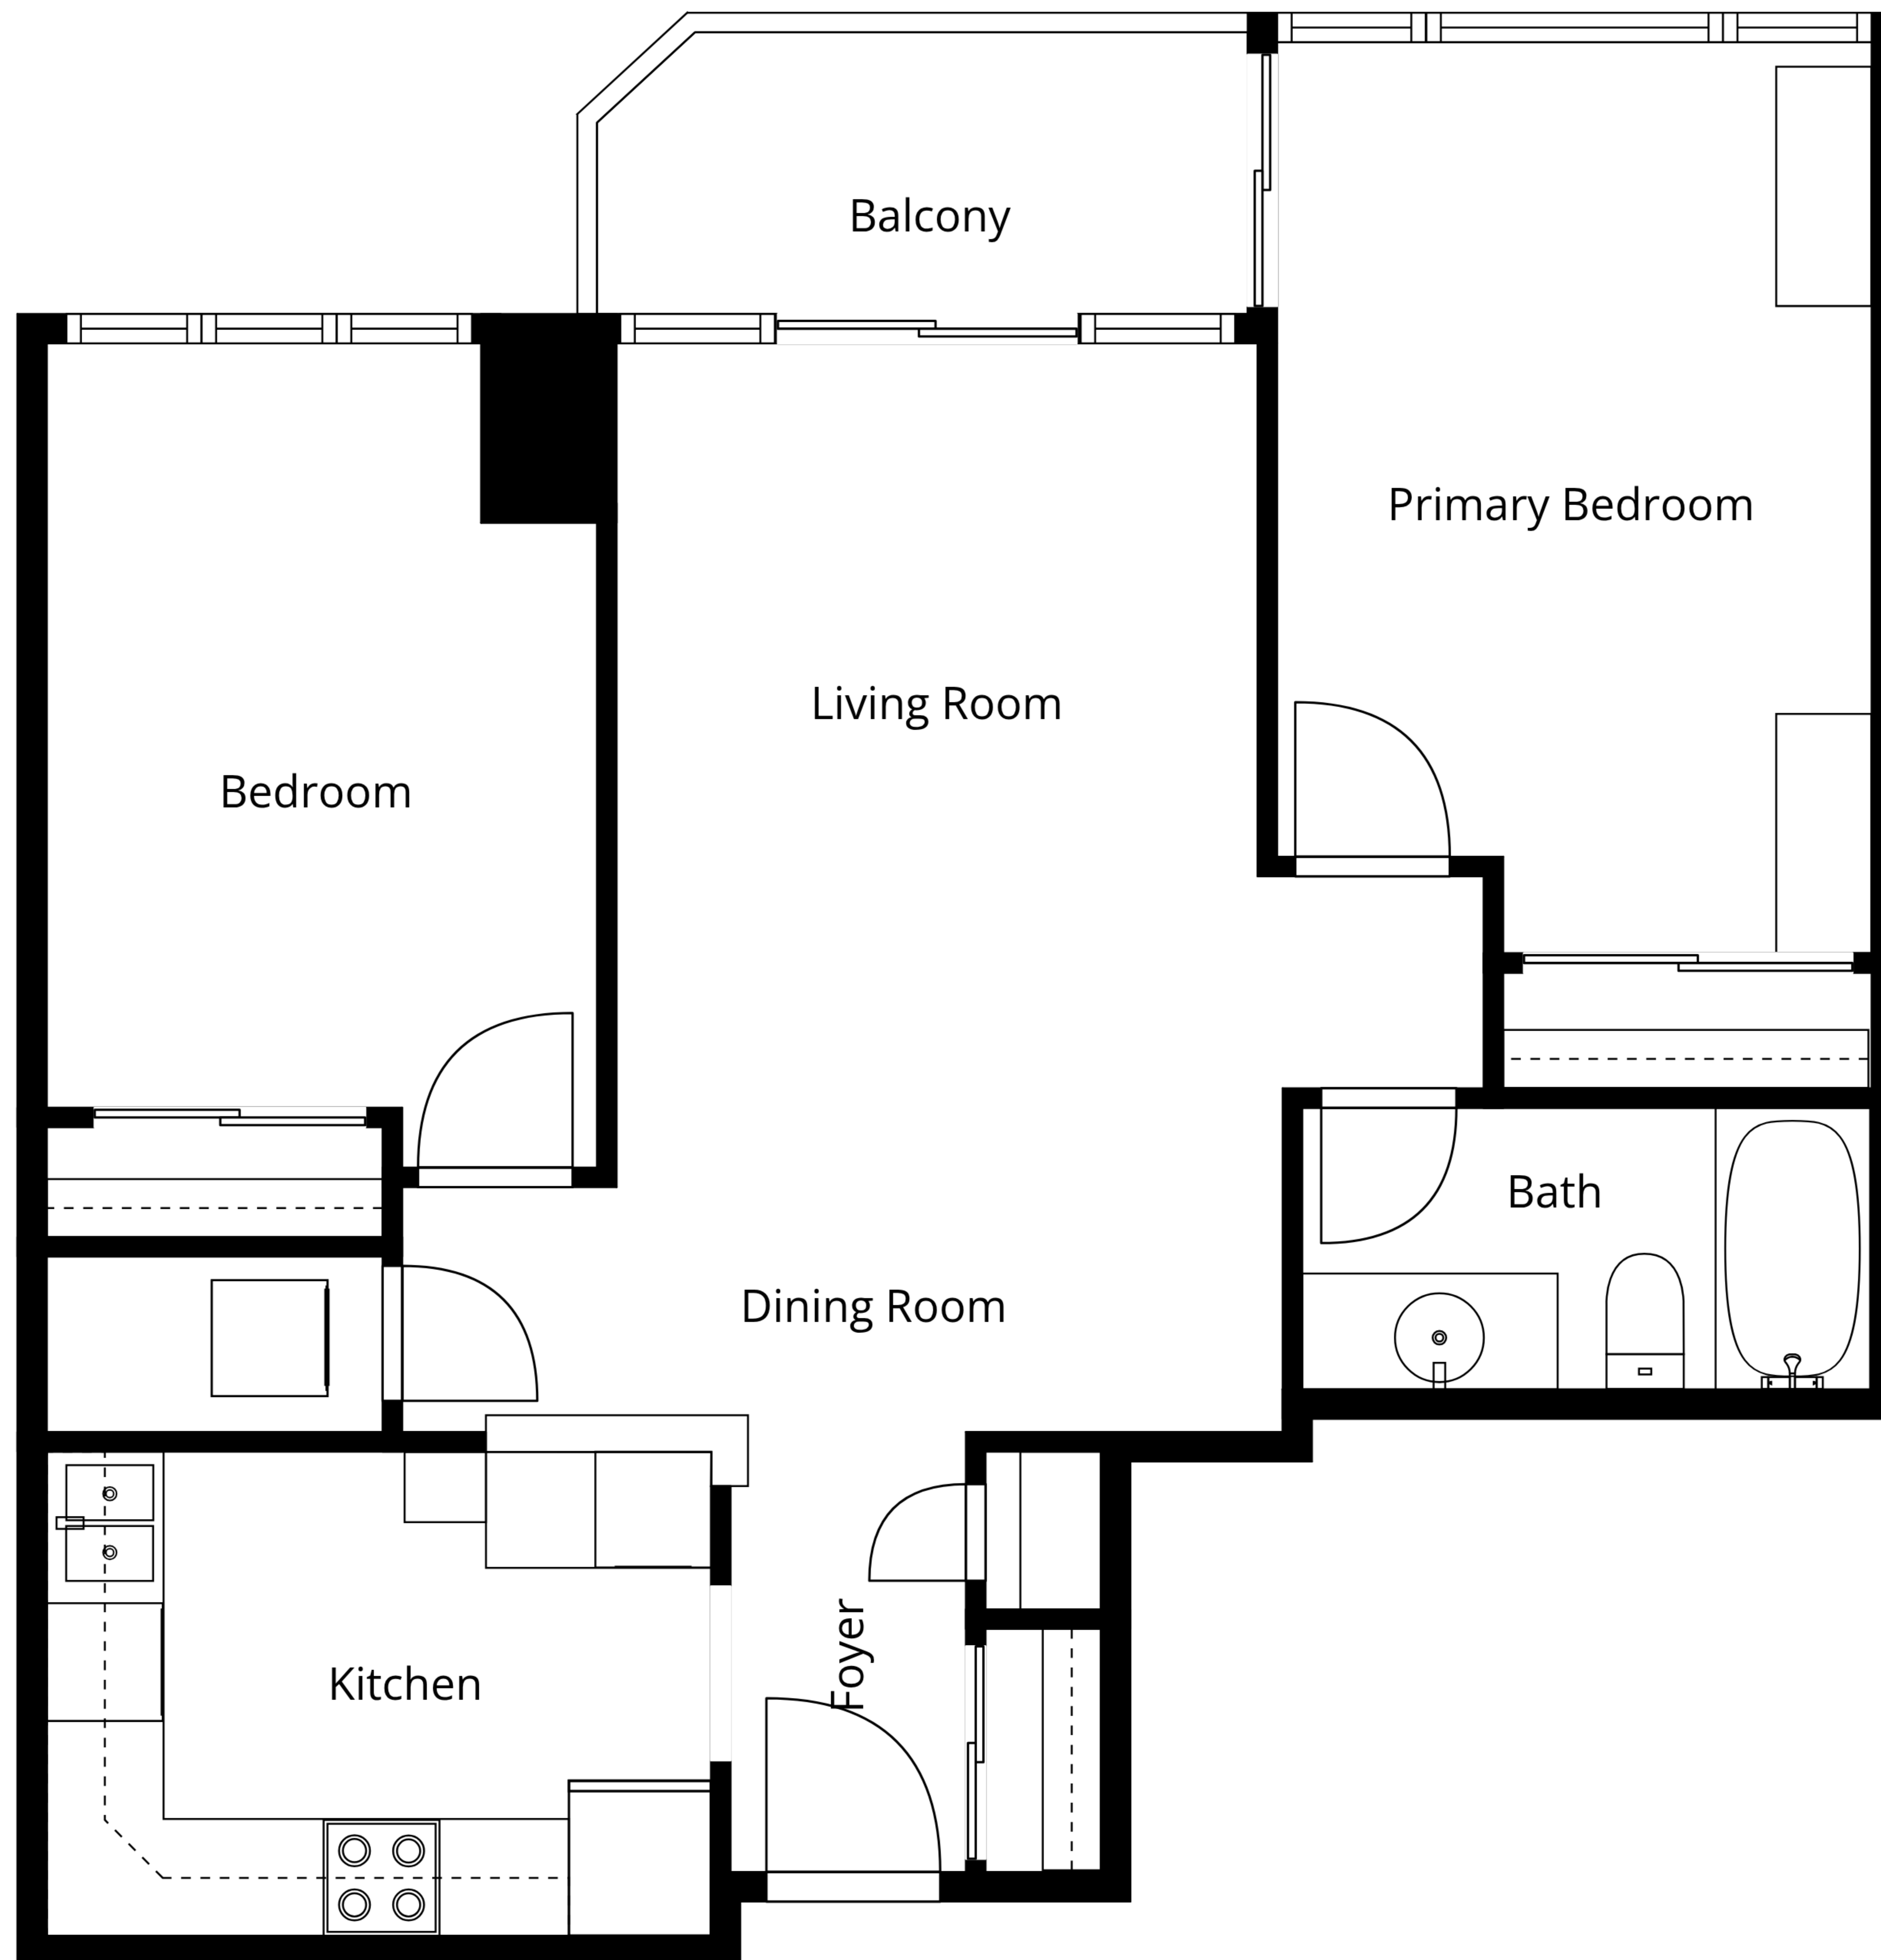 Balcony
Primary Bedroom
Living Room
Bedroom
Bath
Dining Room
Foyer
Kitchen